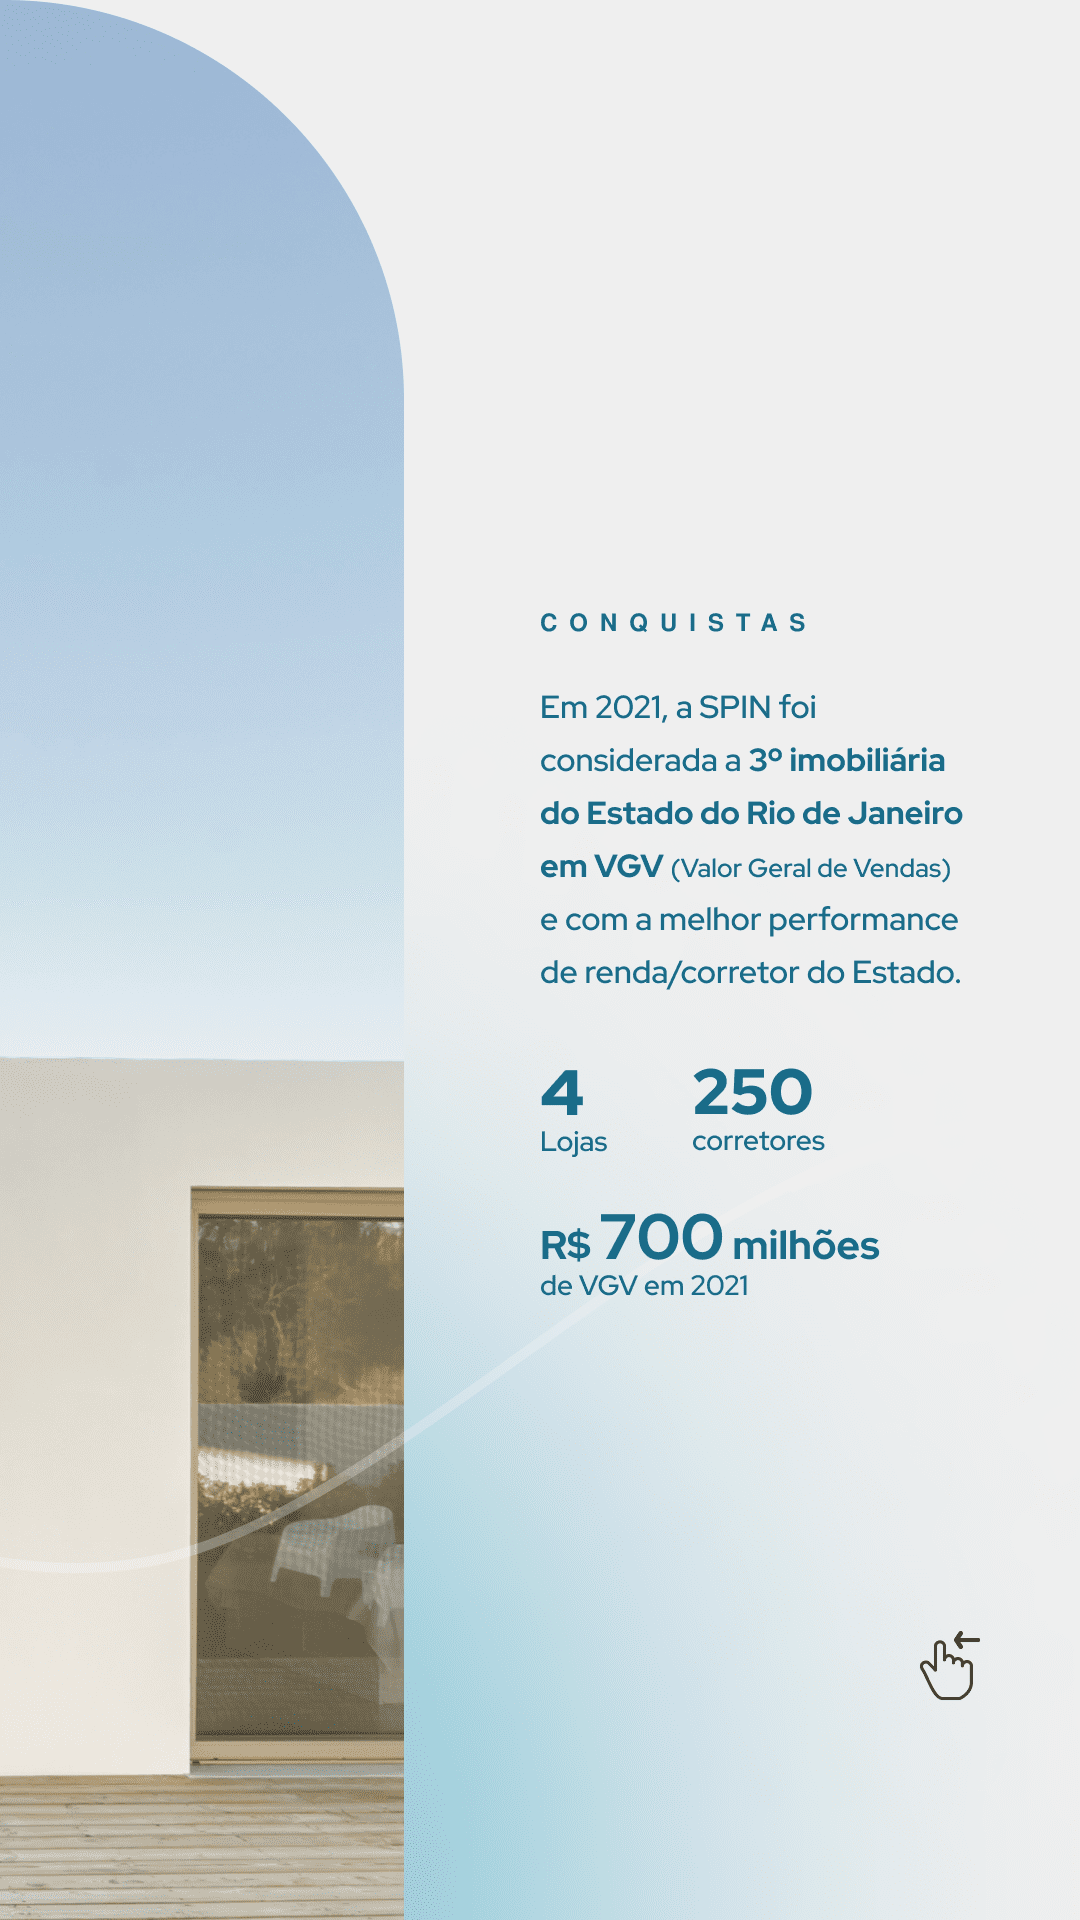 CONQUISTAS
Em 2021, a SPIN foi
considerada a 3º imobiliária
do Estado do Rio de Janeiro
em VGV (Valor Geral de Vendas)
e com a melhor performance
de renda/corretor do Estado.
4 250
Lojas corretores
R$ 700 milhões
de VGV em 2021